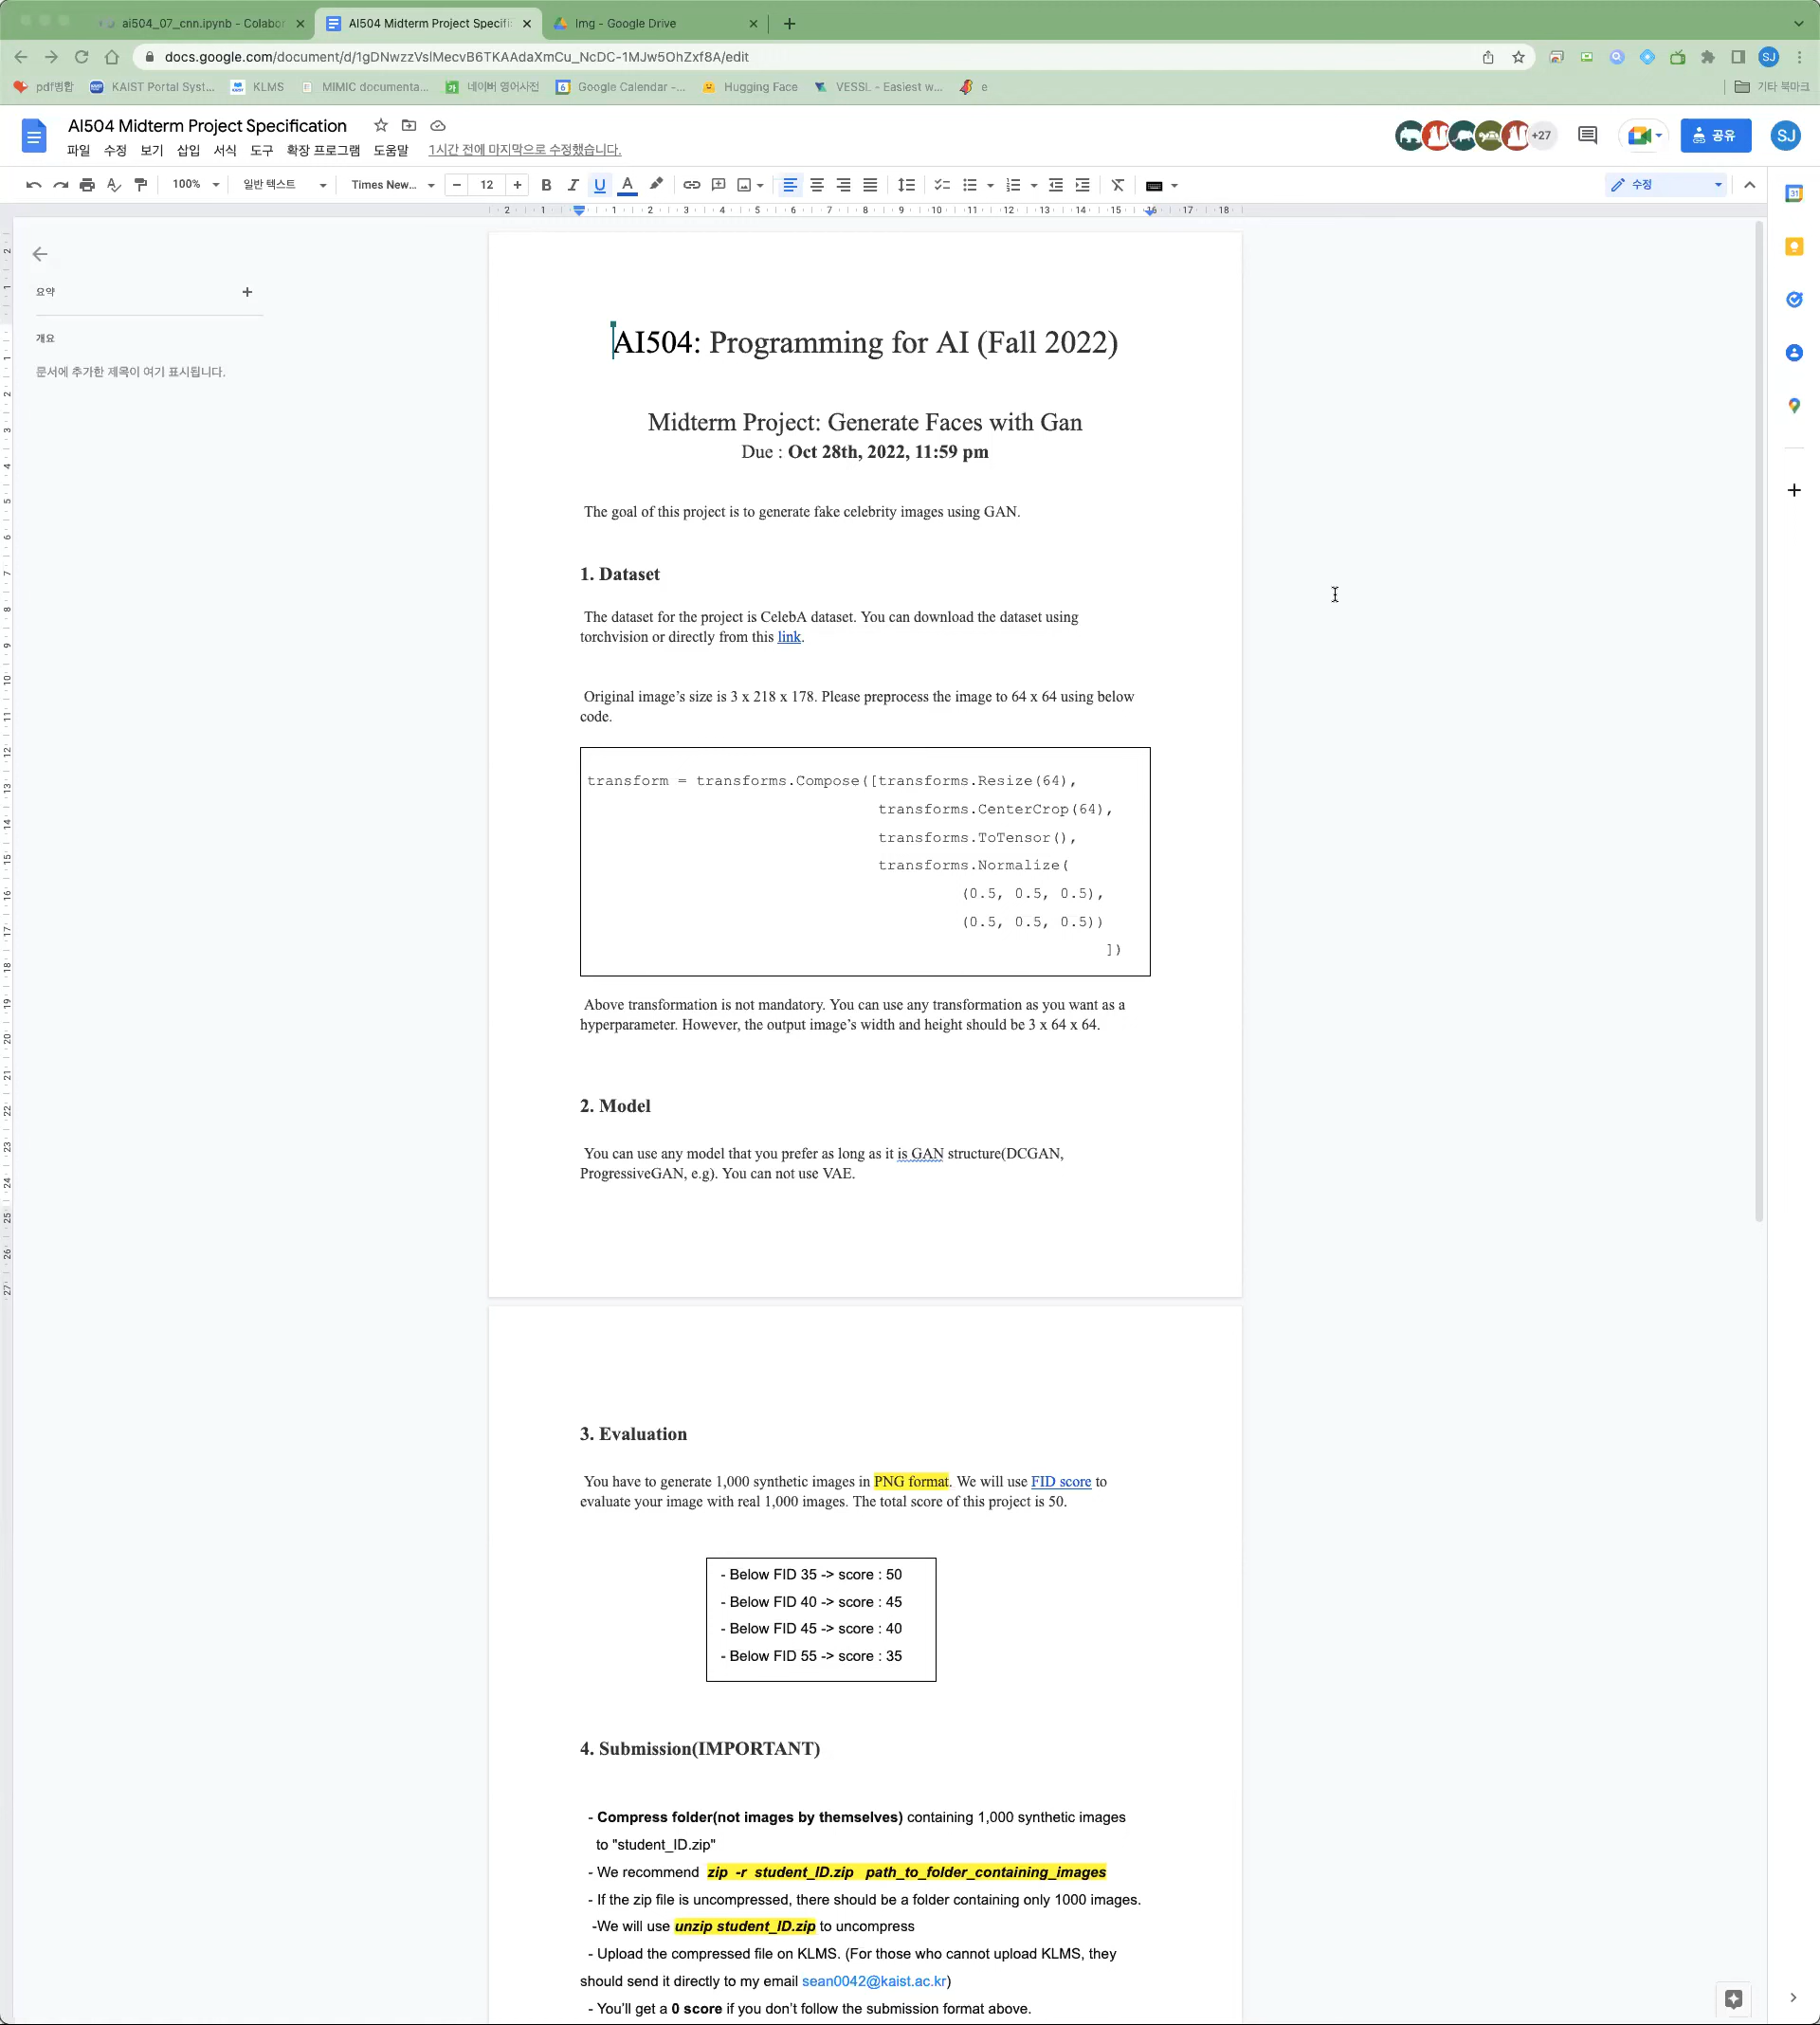 ai504_07_cnn.ipynb - Colabor
AI504 Midterm Project Specifi
Img - Google Drive
docs.google.com/document/d/1gDNwzzVslMecvB6TKAAdaXmCu_NcDC-1MJw5OhZxf8A/edit
SJ
pdf병합
KAIST Portal Syst...
KLMS
MIMIC documenta...
네이버 영어사전
Google Calendar -...
Hugging Face
VESSL - Easiest w...
e
기타 북마크
AI504 Midterm Project Specification
파일 수정 보기 삽입 서식 도구 확장 프로그램 도움말 1시간 전에 마지막으로 수정했습니다.
+27
공유
SJ
100% 일반 텍스트 Times New... 12 B I U A 수정
2 1 1 2 3 4 5 6 7 8 9 10 11 12 13 14 15 16 17 18
요약
개요
문서에 추가한 제목이 여기 표시됩니다.
AI504: Programming for AI (Fall 2022)
Midterm Project: Generate Faces with Gan
Due : Oct 28th, 2022, 11:59 pm
The goal of this project is to generate fake celebrity images using GAN.
1. Dataset
The dataset for the project is CelebA dataset. You can download the dataset using
torchvision or directly from this link.
Original image’s size is 3 x 218 x 178. Please preprocess the image to 64 x 64 using below
code.
transform = transforms.Compose([transforms.Resize(64),
transforms.CenterCrop(64),
transforms.ToTensor(),
transforms.Normalize(
(0.5, 0.5, 0.5),
(0.5, 0.5, 0.5))
])
Above transformation is not mandatory. You can use any transformation as you want as a
hyperparameter. However, the output image’s width and height should be 3 x 64 x 64.
2. Model
You can use any model that you prefer as long as it is GAN structure(DCGAN,
ProgressiveGAN, e.g). You can not use VAE.
3. Evaluation
You have to generate 1,000 synthetic images in PNG format. We will use FID score to
evaluate your image with real 1,000 images. The total score of this project is 50.
- Below FID 35 -> score : 50
- Below FID 40 -> score : 45
- Below FID 45 -> score : 40
- Below FID 55 -> score : 35
4. Submission(IMPORTANT)
- Compress folder(not images by themselves) containing 1,000 synthetic images
to "student_ID.zip"
- We recommend zip -r student_ID.zip path_to_folder_containing_images
- If the zip file is uncompressed, there should be a folder containing only 1000 images.
-We will use unzip student_ID.zip to uncompress
- Upload the compressed file on KLMS. (For those who cannot upload KLMS, they
should send it directly to my email sean0042@kaist.ac.kr)
- You’ll get a 0 score if you don’t follow the submission format above.